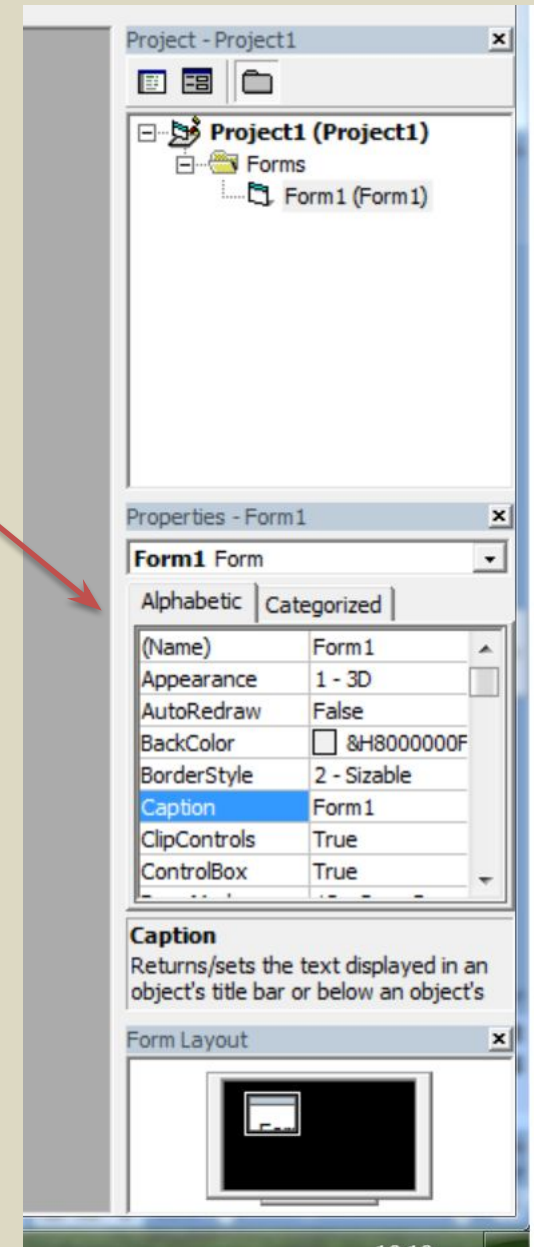 Project - Project1
Project1 (Project1)
Forms
Form1 (Form1)
Properties - Form1
Form1 Form
Alphabetic Categorized
(Name) Form1
Appearance 1 - 3D
AutoRedraw False
BackColor &H8000000F
BorderStyle 2 - Sizable
Caption Form1
ClipControls True
ControlBox True
Caption
Returns/sets the text displayed in an
object's title bar or below an object's
Form Layout